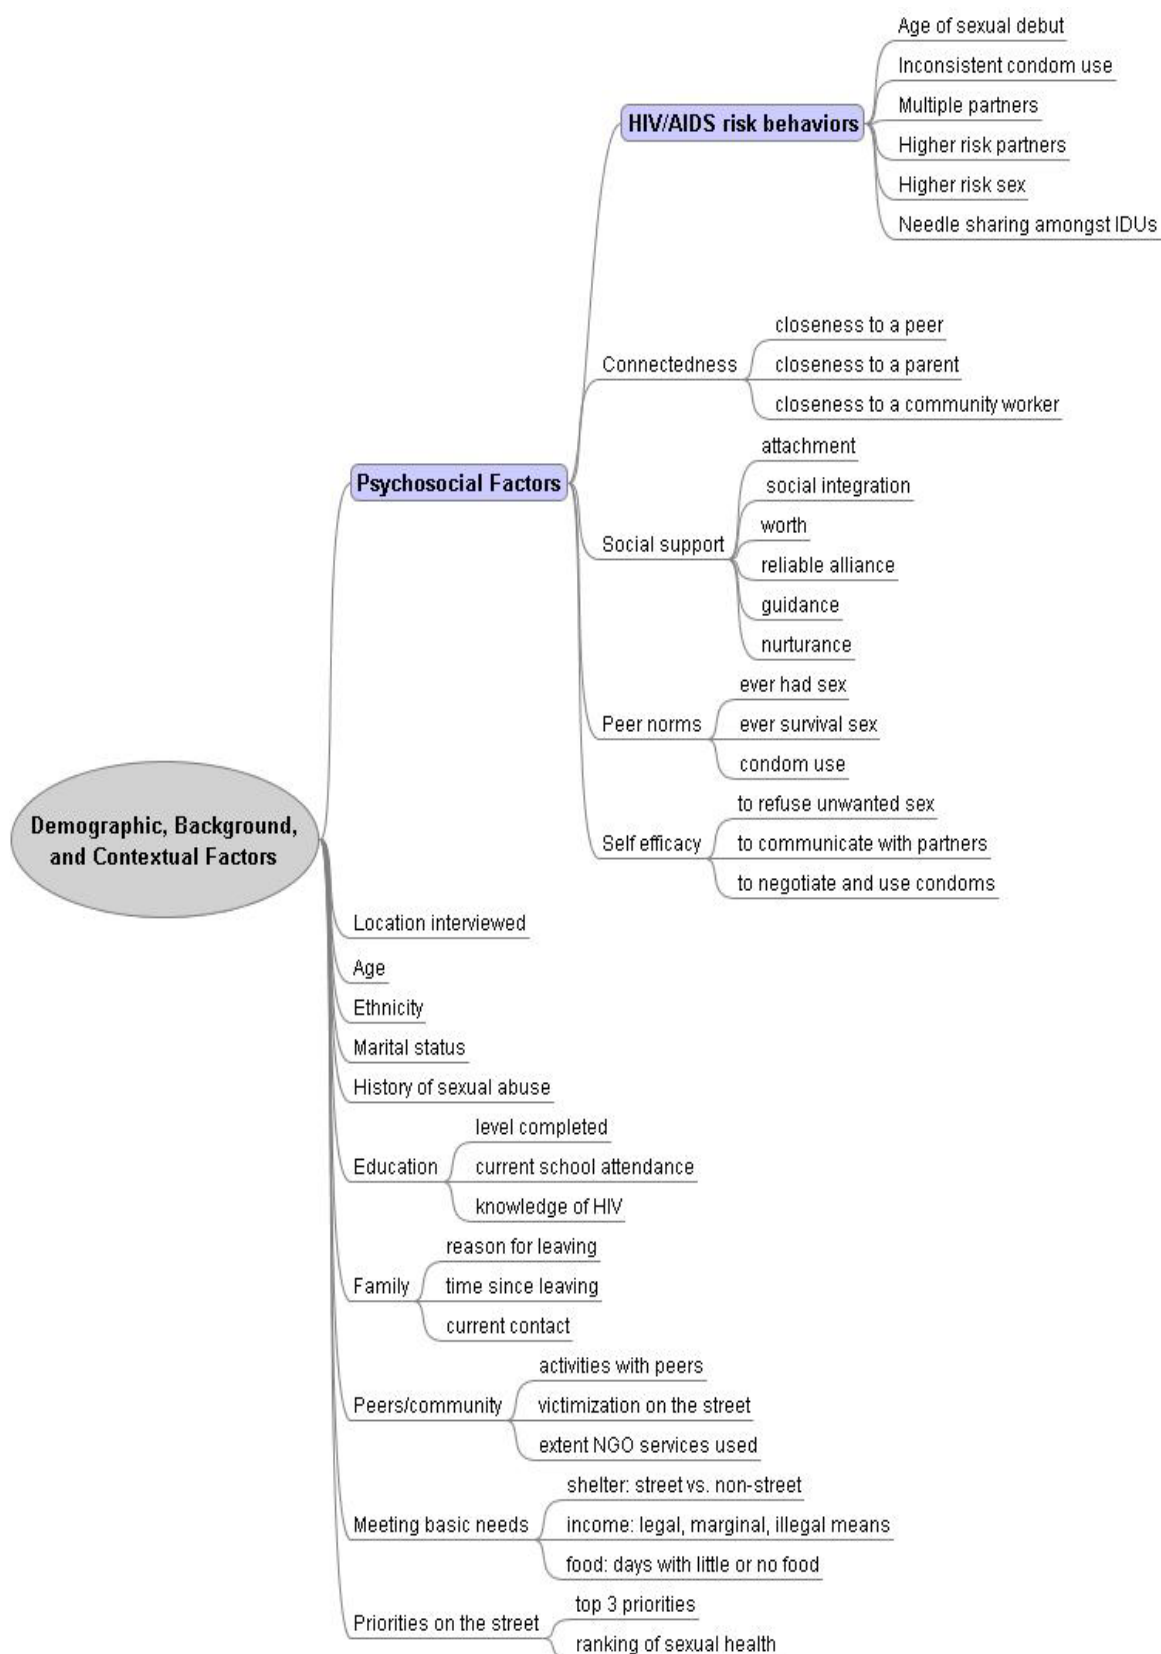 Age of sexual debut
Inconsistent condom use
HIV/AIDS risk behaviors
Multiple partners
Higher risk partners
Higher risk sex
Needle sharing amongst IDUs
closeness to a peer
Connectedness
closeness to a parent
closeness to a community worker
Psychosocial Factors
attachment
social integration
worth
Social support
reliable alliance
guidance
nurturance
ever had sex
Peer norms
ever survival sex
condom use
to refuse unwanted sex
Self efficacy
to communicate with partners
to negotiate and use condoms
Demographic, Background,
and Contextual Factors
Location interviewed
Age
Ethnicity
Marital status
History of sexual abuse
level completed
Education
current school attendance
knowledge of HIV
reason for leaving
Family
time since leaving
current contact
activities with peers
Peers/community
victimization on the street
extent NGO services used
shelter: street vs. non-street
Meeting basic needs
income: legal, marginal, illegal means
food: days with little or no food
top 3 priorities
Priorities on the street
ranking of sexual health